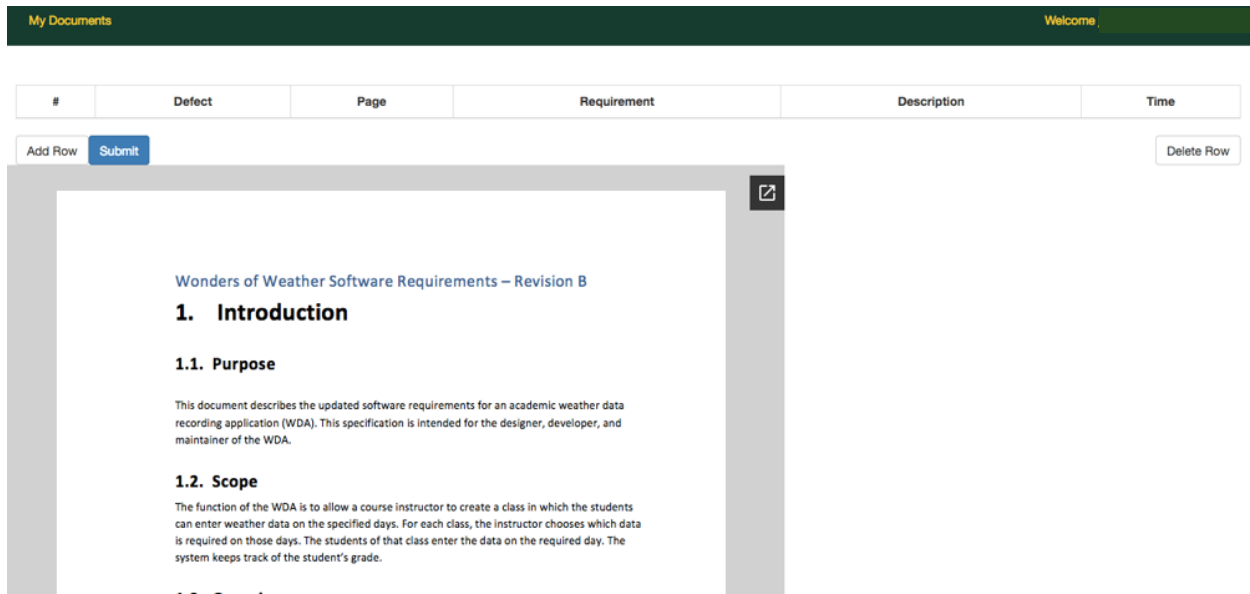 My Documents
Welcome
# Defect Page Requirement Description Time
Add Row Submit Delete Row
Wonders of Weather Software Requirements – Revision B
1. Introduction
1.1. Purpose
This document describes the updated software requirements for an academic weather data
recording application (WDA). This specification is intended for the designer, developer, and
maintainer of the WDA.
1.2. Scope
The function of the WDA is to allow a course instructor to create a class in which the students
can enter weather data on the specified days. For each class, the instructor chooses which data
is required on those days. The students of that class enter the data on the required day. The
system keeps track of the student's grade.